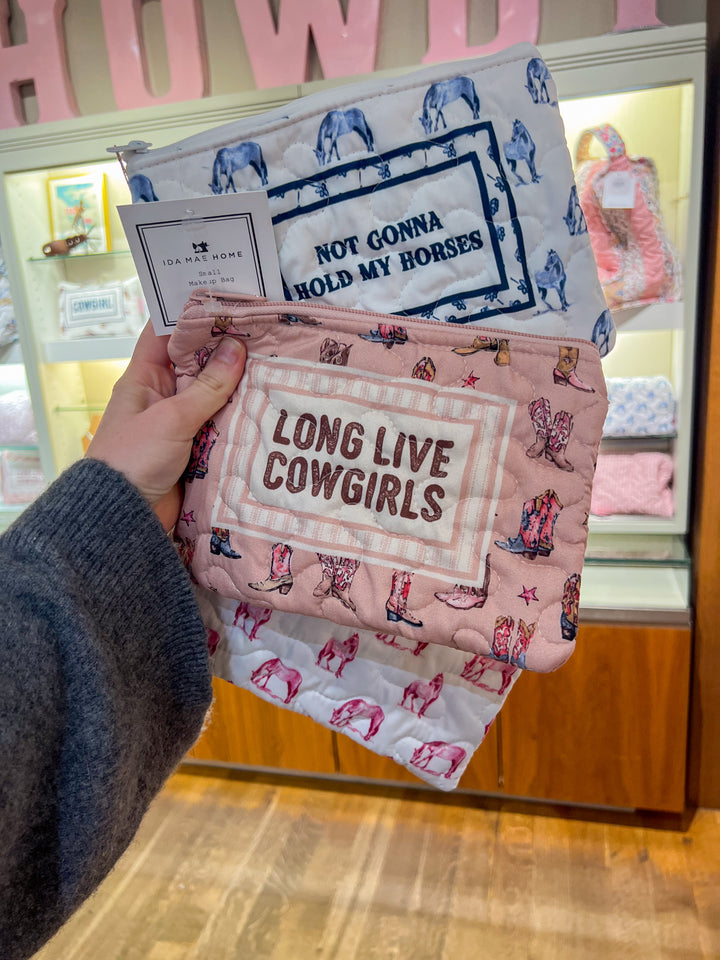 HOWDY
IDA MAE HOME
Small
Makeup Bag
NOT GONNA
HOLD MY HORSES
COWGIRL
LONG LIVE
COWGIRLS